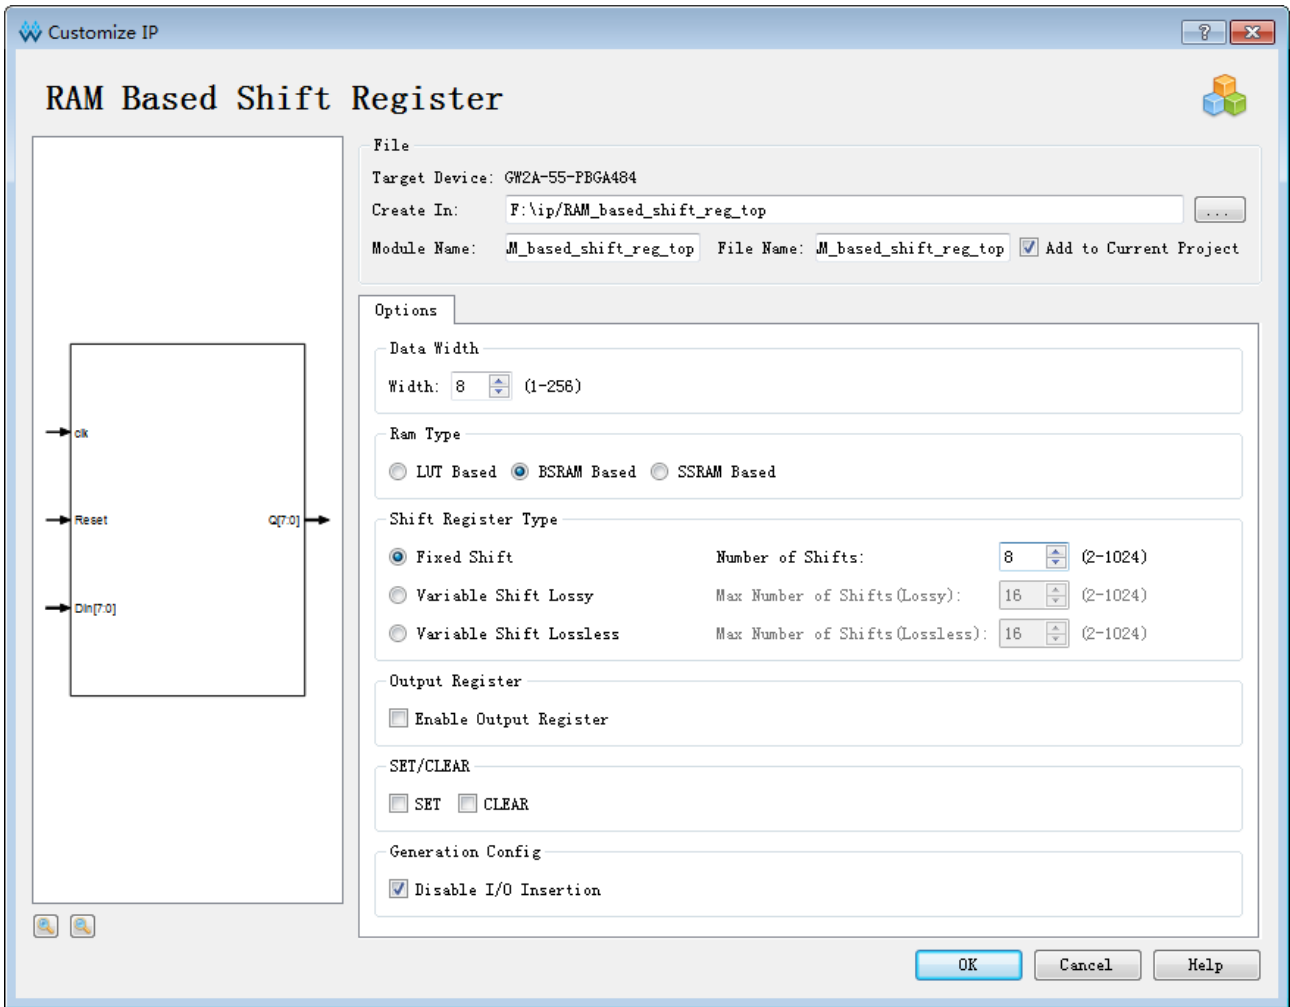 Customize IP
RAM Based Shift Register
File
Target Device: GW2A-55-PBGA484
Create In: F:\ip/RAM_based_shift_reg_top ...
Module Name: M_based_shift_reg_top File Name: M_based_shift_reg_top Add to Current Project
Options
Data Width
Width: 8 (1-256)
Ram Type
LUT Based BSRAM Based SSRAM Based
Shift Register Type
Fixed Shift Number of Shifts: 8 (2-1024)
Variable Shift Lossy Max Number of Shifts(Lossy): 16 (2-1024)
Variable Shift Lossless Max Number of Shifts(Lossless): 16 (2-1024)
Output Register
Enable Output Register
SET/CLEAR
SET CLEAR
Generation Config
Disable I/O Insertion
clk
Reset Q[7:0]
Din[7:0]
OK Cancel Help